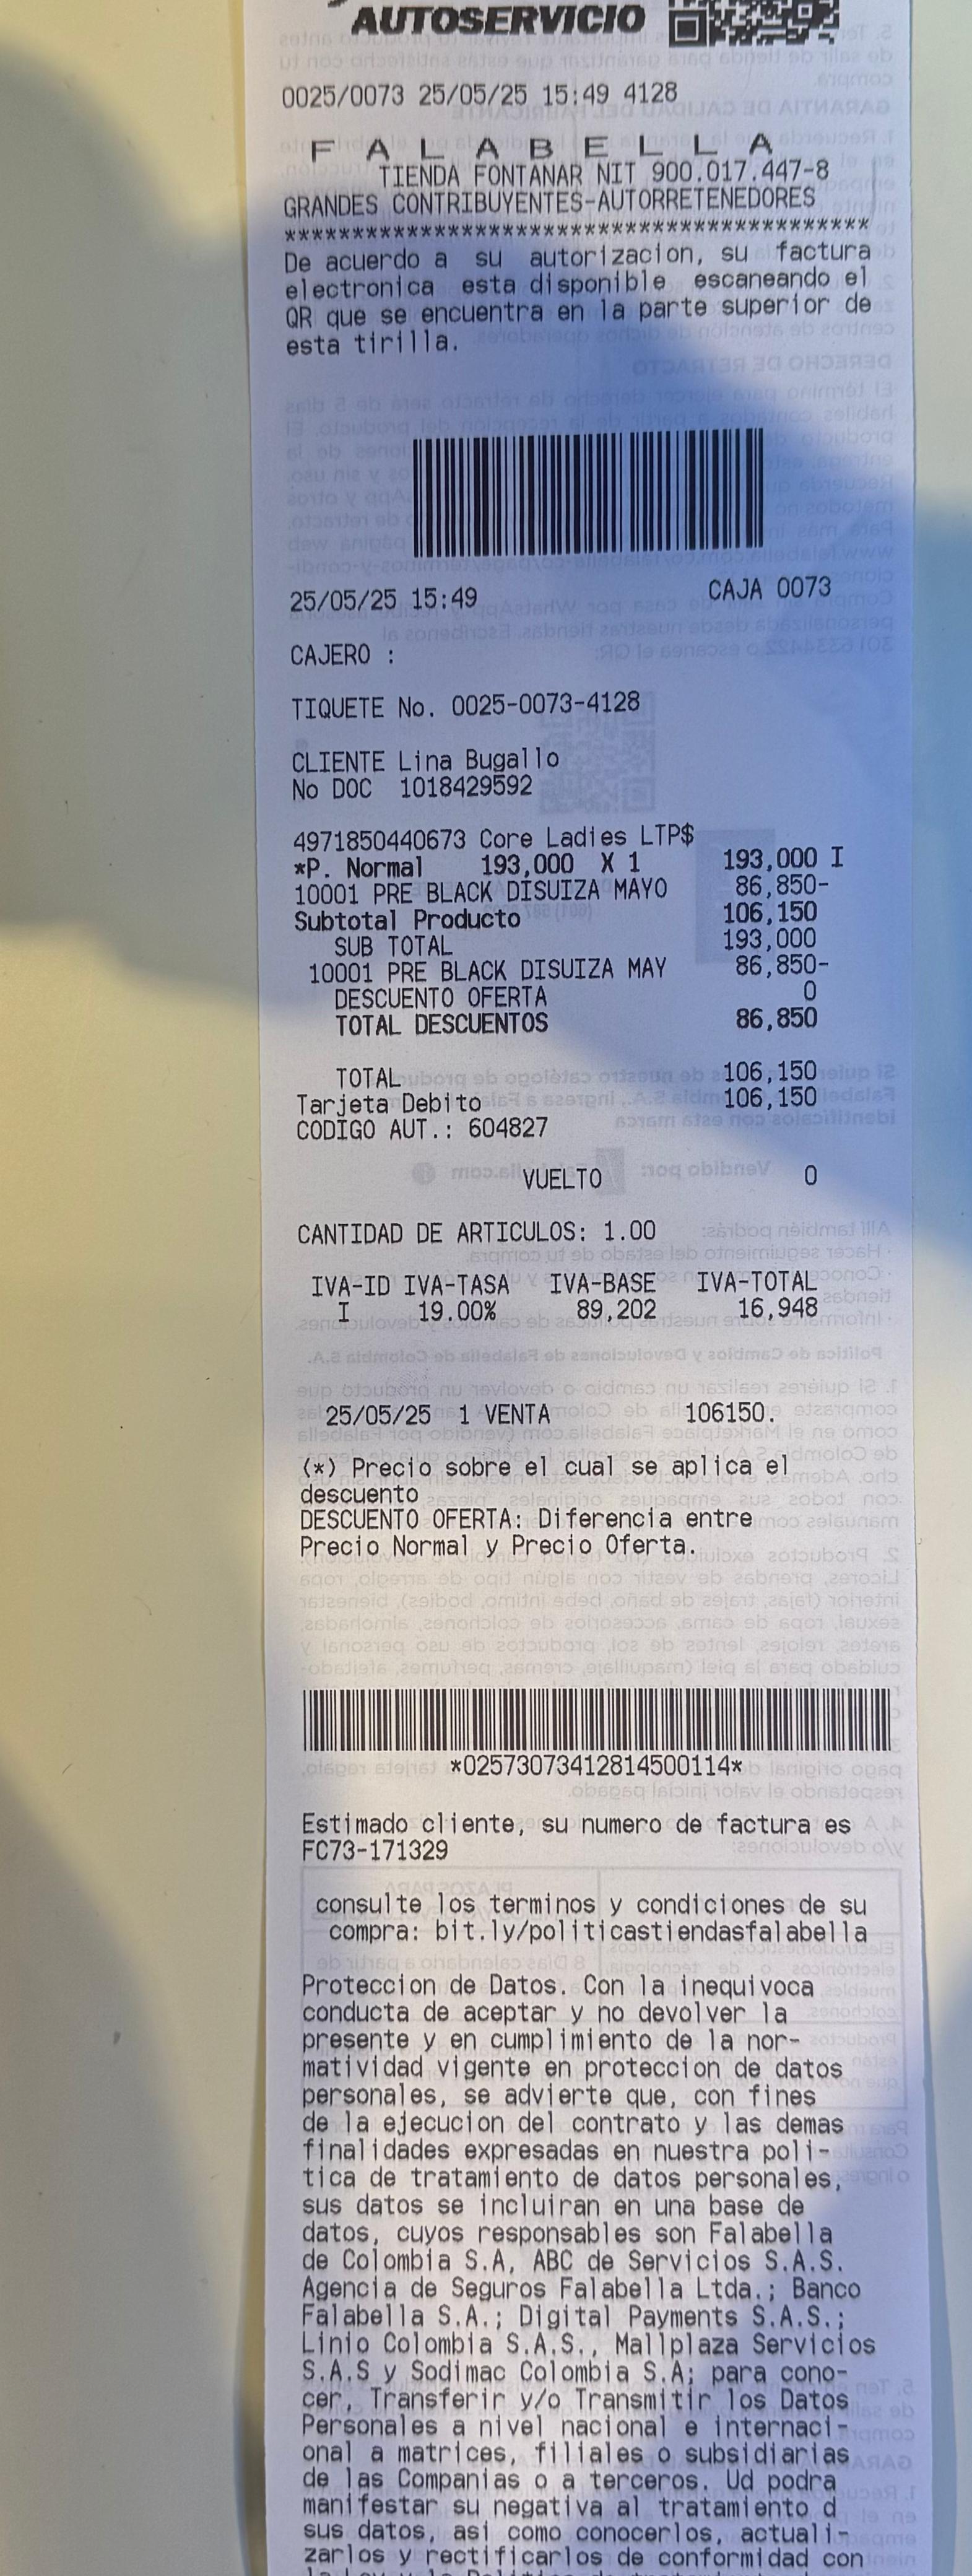 AUTOSERVICIO
0025/0073 25/05/25 15:49 4128
F A L A B E L L A
TIENDA FONTANAR NIT 900.017.447-8
GRANDES CONTRIBUYENTES-AUTORRETENEDORES
*******************************************
De acuerdo a su autorizacion, su factura
electronica esta disponible escaneando el
QR que se encuentra en la parte superior de
esta tirilla.
25/05/25 15:49 CAJA 0073
CAJERO :
TIQUETE No. 0025-0073-4128
CLIENTE Lina Bugallo
No DOC 1018429592
4971850440673 Core Ladies LTP$
*P. Normal 193,000 X 1 193,000 I
10001 PRE BLACK DISUIZA MAYO 86,850-
Subtotal Producto 106,150
SUB TOTAL 193,000
10001 PRE BLACK DISUIZA MAY 86,850-
DESCUENTO OFERTA 0
TOTAL DESCUENTOS 86,850
TOTAL 106,150
Tarjeta Debito 106,150
CODIGO AUT.: 604827
VUELTO 0
CANTIDAD DE ARTICULOS: 1.00
IVA-ID IVA-TASA IVA-BASE IVA-TOTAL
I 19.00% 89,202 16,948
25/05/25 1 VENTA 106150.
(*) Precio sobre el cual se aplica el
descuento
DESCUENTO OFERTA: Diferencia entre
Precio Normal y Precio Oferta.
*02573073412814500114*
Estimado cliente, su numero de factura es
FC73-171329
consulte los terminos y condiciones de su
compra: bit.ly/politicastiendasfalabella
Proteccion de Datos. Con la inequivoca
conducta de aceptar y no devolver la
presente y en cumplimiento de la nor-
matividad vigente en proteccion de datos
personales, se advierte que, con fines
de la ejecucion del contrato y las demas
finalidades expresadas en nuestra poli-
tica de tratamiento de datos personales,
sus datos se incluiran en una base de
datos, cuyos responsables son Falabella
de Colombia S.A, ABC de Servicios S.A.S.
Agencia de Seguros Falabella Ltda.; Banco
Falabella S.A.; Digital Payments S.A.S.;
Linio Colombia S.A.S., Mallplaza Servicios
S.A.S y Sodimac Colombia S.A; para cono-
cer, Transferir y/o Transmitir los Datos
Personales a nivel nacional e internaci-
onal a matrices, filiales o subsidiarias
de las Companias o a terceros. Ud podra
manifestar su negativa al tratamiento d
sus datos, asi como conocerlos, actuali-
zarlos y rectificarlos de conformidad con